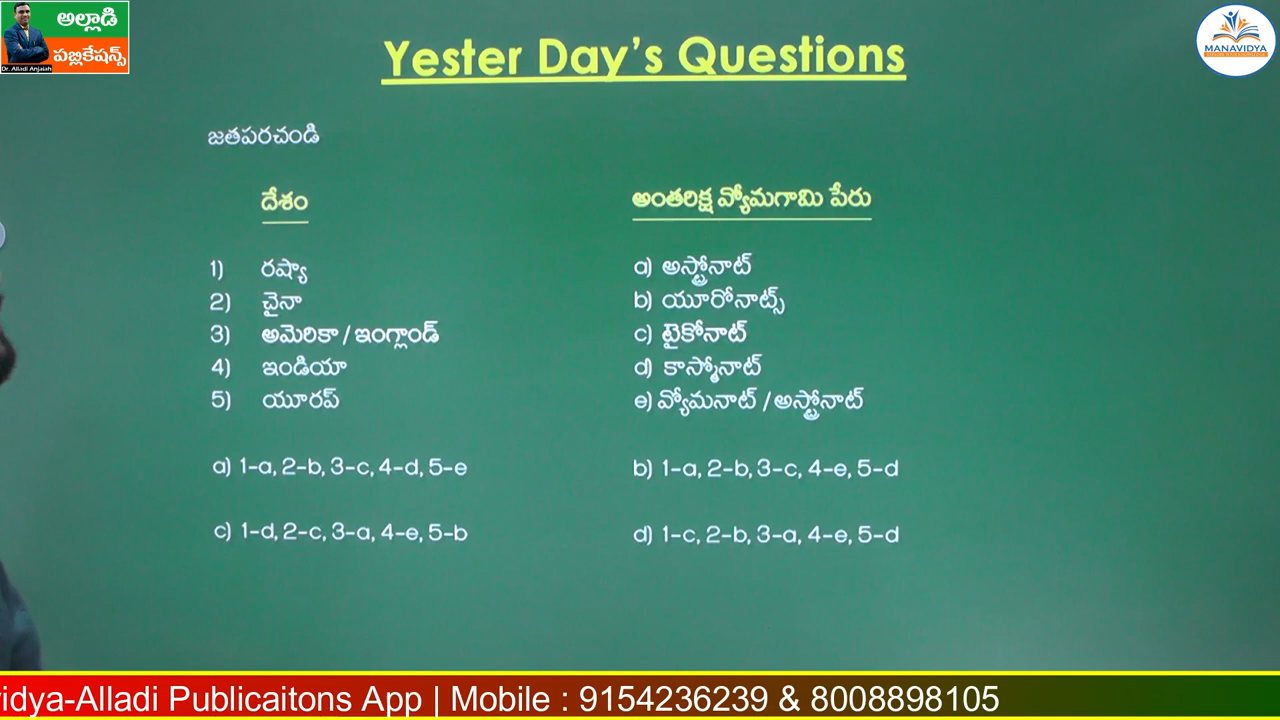 అల్లాడి
పబ్లికేషన్స్
Dr. Alladi Anjaiah
MANAVIDYA
Yester Day's Questions
జతపరచండి
దేశం అంతరిక్ష వ్యోమగామి పేరు
1) రష్యా a) అస్ట్రోనాట్
2) చైనా b) యూరోనాట్స్
3) అమెరికా / ఇంగ్లాండ్ c) టైకోనాట్
4) ఇండియా d) కాస్మోనాట్
5) యూరప్ e) వ్యోమనాట్ / అస్ట్రోనాట్
a) 1-a, 2-b, 3-c, 4-d, 5-e b) 1-a, 2-b, 3-c, 4-e, 5-d
c) 1-d, 2-c, 3-a, 4-e, 5-b d) 1-c, 2-b, 3-a, 4-e, 5-d
vidya-Alladi Publicaitons App | Mobile : 9154236239 & 8008898105